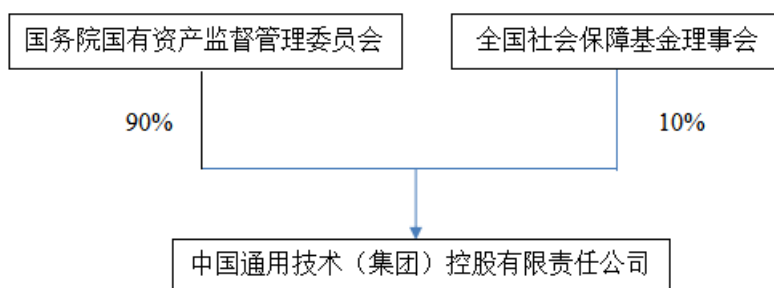 国务院国有资产监督管理委员会
全国社会保障基金理事会
90%
10%
中国通用技术（集团）控股有限责任公司